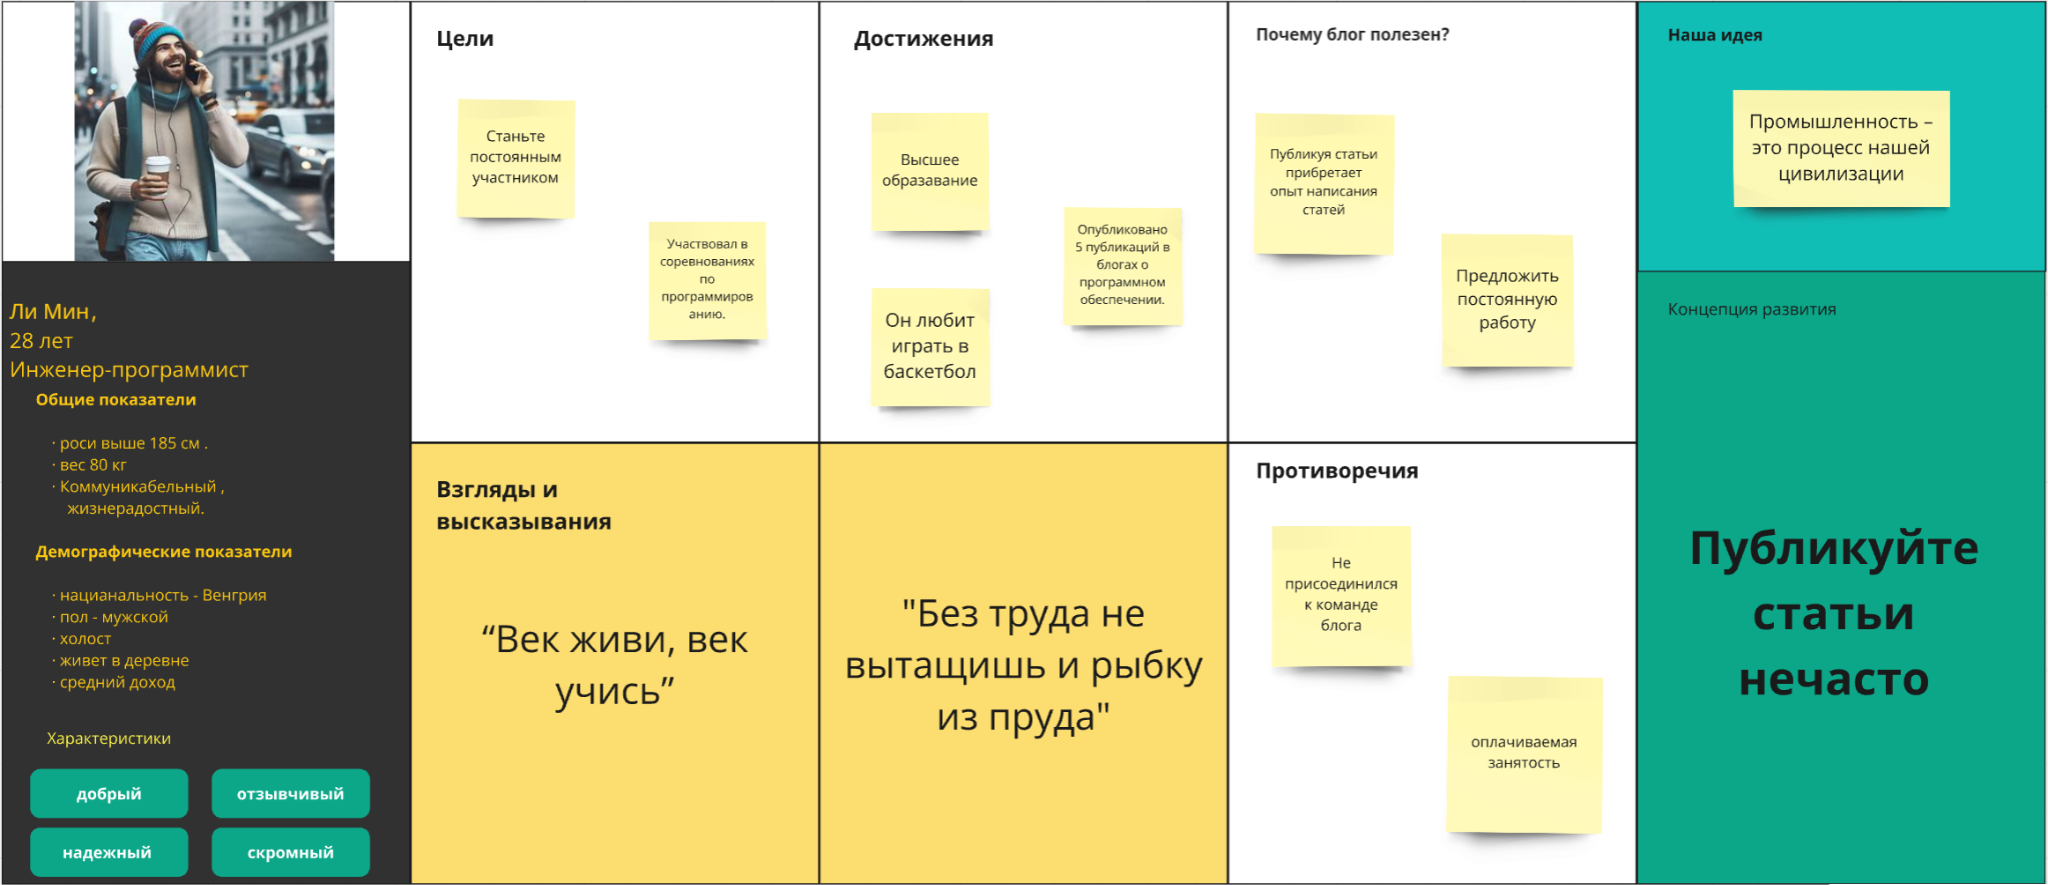 Ли Мин,
28 лет
Инженер-программист
Общие показатели
· роси выше 185 см .
· вес 80 кг
· Коммуникабельный ,
жизнерадостный.
Демографические показатели
· нацианальность - Венгрия
· пол - мужской
· холост
· живет в деревне
· средний доход
Характеристики
добрый
отзывчивый
надежный
скромный
Цели
Станьте
постоянным
участником
Участвовал в
соревнованиях
по
программиров
анию.
Достижения
Высшее
образавание
Опубликовано
5 публикаций в
блогах о
программном
обеспечении.
Он любит
играть в
баскетбол
Почему блог полезен?
Публикуя статьи
прибретает
опыт написания
статей
Предложить
постоянную
работу
Наша идея
Промышленность –
это процесс нашей
цивилизации
Взгляды и
высказывания
“Век живи, век
учись”
"Без труда не
вытащишь и рыбку
из пруда"
Противоречия
Не
присоединился
к команде
блога
оплачиваемая
занятость
Концепция развития
Публикуйте
статьи
нечасто